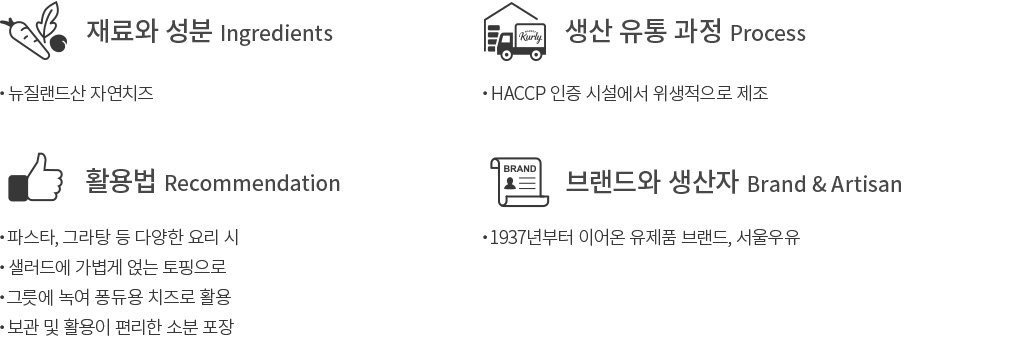 재료와 성분 Ingredients
• 뉴질랜드산 자연치즈
Kurly
생산 유통 과정 Process
• HACCP 인증 시설에서 위생적으로 제조
활용법 Recommendation
• 파스타, 그라탕 등 다양한 요리 시
• 샐러드에 가볍게 얹는 토핑으로
• 그릇에 녹여 퐁듀용 치즈로 활용
• 보관 및 활용이 편리한 소분 포장
BRAND
브랜드와 생산자 Brand & Artisan
• 1937년부터 이어온 유제품 브랜드, 서울우유